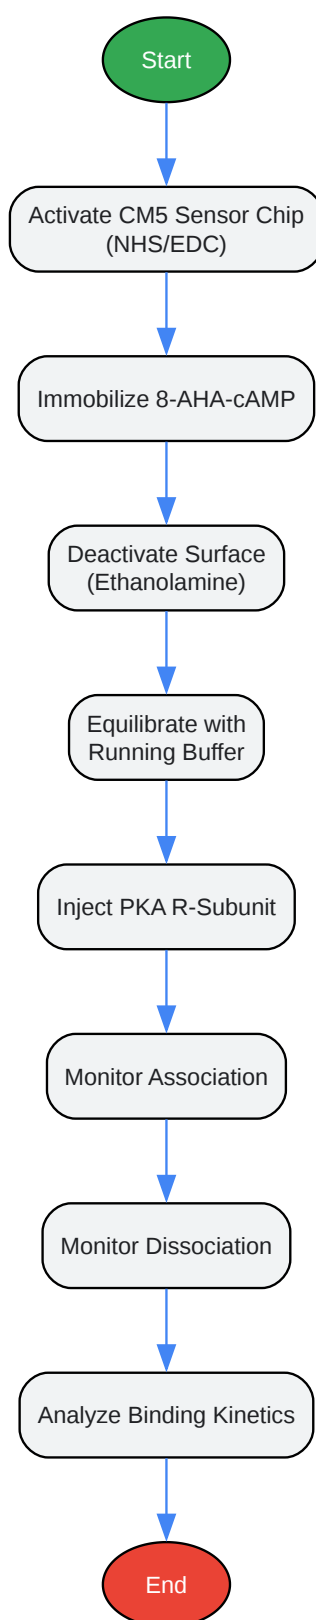 Start
Activate CM5 Sensor Chip
(NHS/EDC)
Immobilize 8-AHA-cAMP
Deactivate Surface
(Ethanolamine)
Equilibrate with
Running Buffer
Inject PKA R-Subunit
Monitor Association
Monitor Dissociation
Analyze Binding Kinetics
End